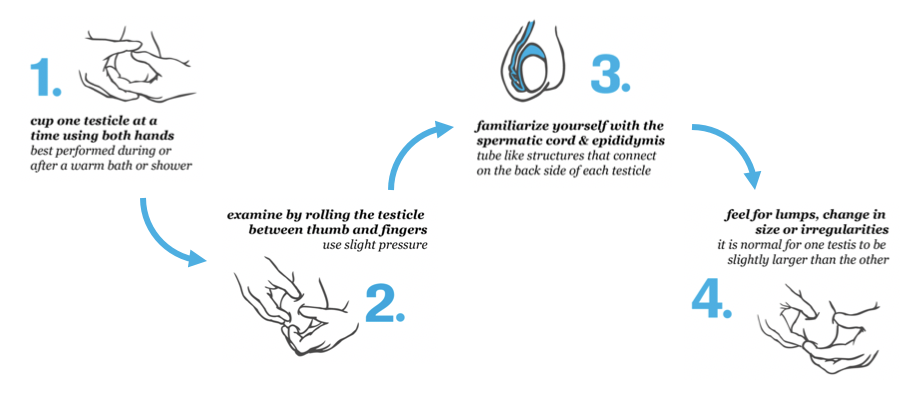 1.
cup one testicle at a
time using both hands
best performed during or
after a warm bath or shower
examine by rolling the testicle
between thumb and fingers
use slight pressure
2.
3.
familiarize yourself with the
spermatic cord & epididymis
tube like structures that connect
on the back side of each testicle
feel for lumps, change in
size or irregularities
it is normal for one testis to be
slightly larger than the other
4.